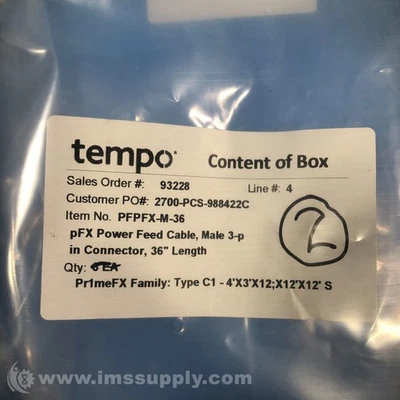 tempo
Content of Box
Sales Order #: 93228 Line #: 4
Customer PO#: 2700-PCS-988422C
Item No. PFPFX-M-36
pFX Power Feed Cable, Male 3-p
in Connector, 36" Length
Qty:
2
Pr1meFX Family: Type C1 - 4'X3'X12;X12'X12' S
www.imssupply.com